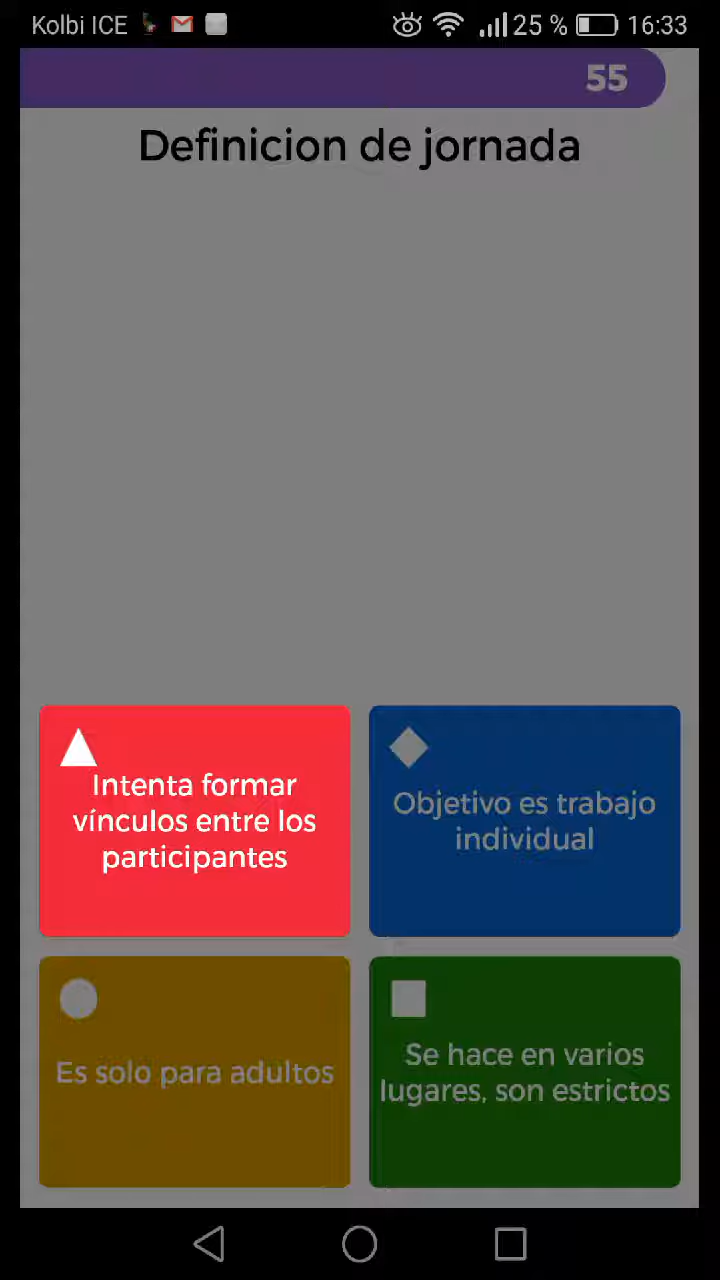 Kolbi ICE 25 % 16:33
55
Definicion de jornada
Intenta formar
vínculos entre los
participantes
Objetivo es trabajo
individual
Es solo para adultos
Se hace en varios
lugares, son estrictos